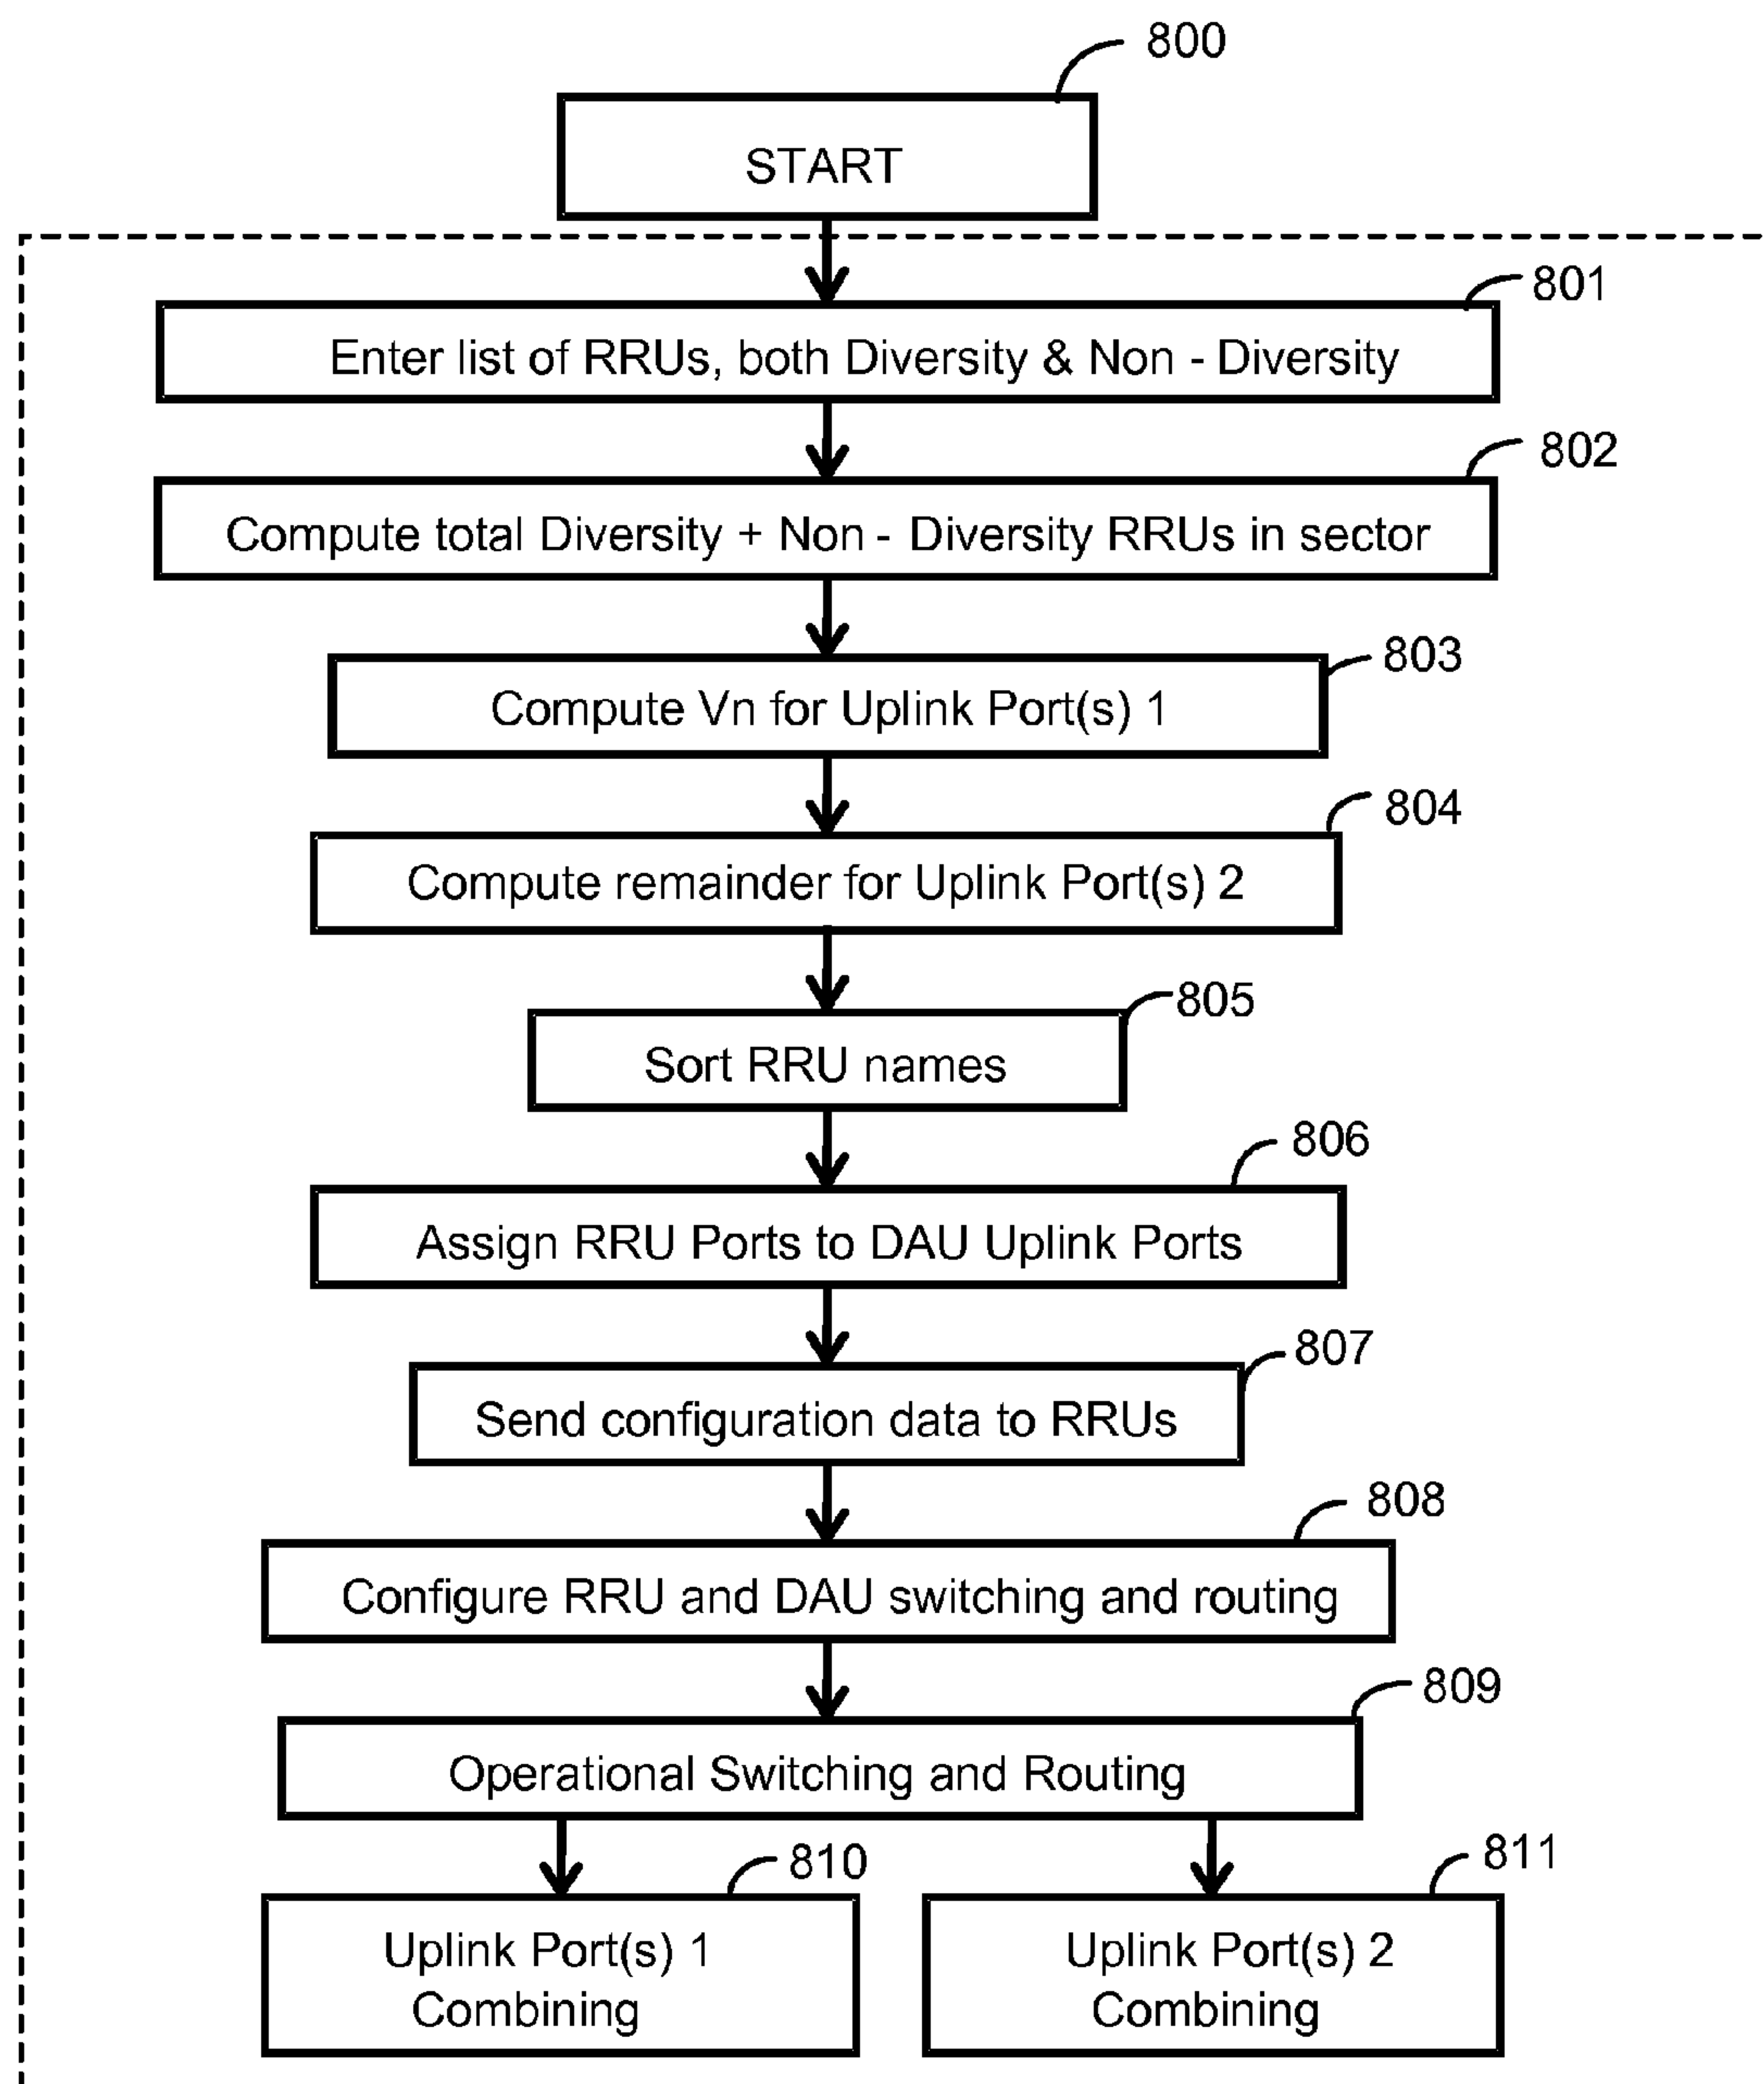 800
START
801
Enter list of RRUs, both Diversity & Non - Diversity
802
Compute total Diversity + Non - Diversity RRUs in sector
803
Compute Vn for Uplink Port(s) 1
804
Compute remainder for Uplink Port(s) 2
805
Sort RRU names
806
Assign RRU Ports to DAU Uplink Ports
807
Send configuration data to RRUs
808
Configure RRU and DAU switching and routing
809
Operational Switching and Routing
810
Uplink Port(s) 1
Combining
811
Uplink Port(s) 2
Combining